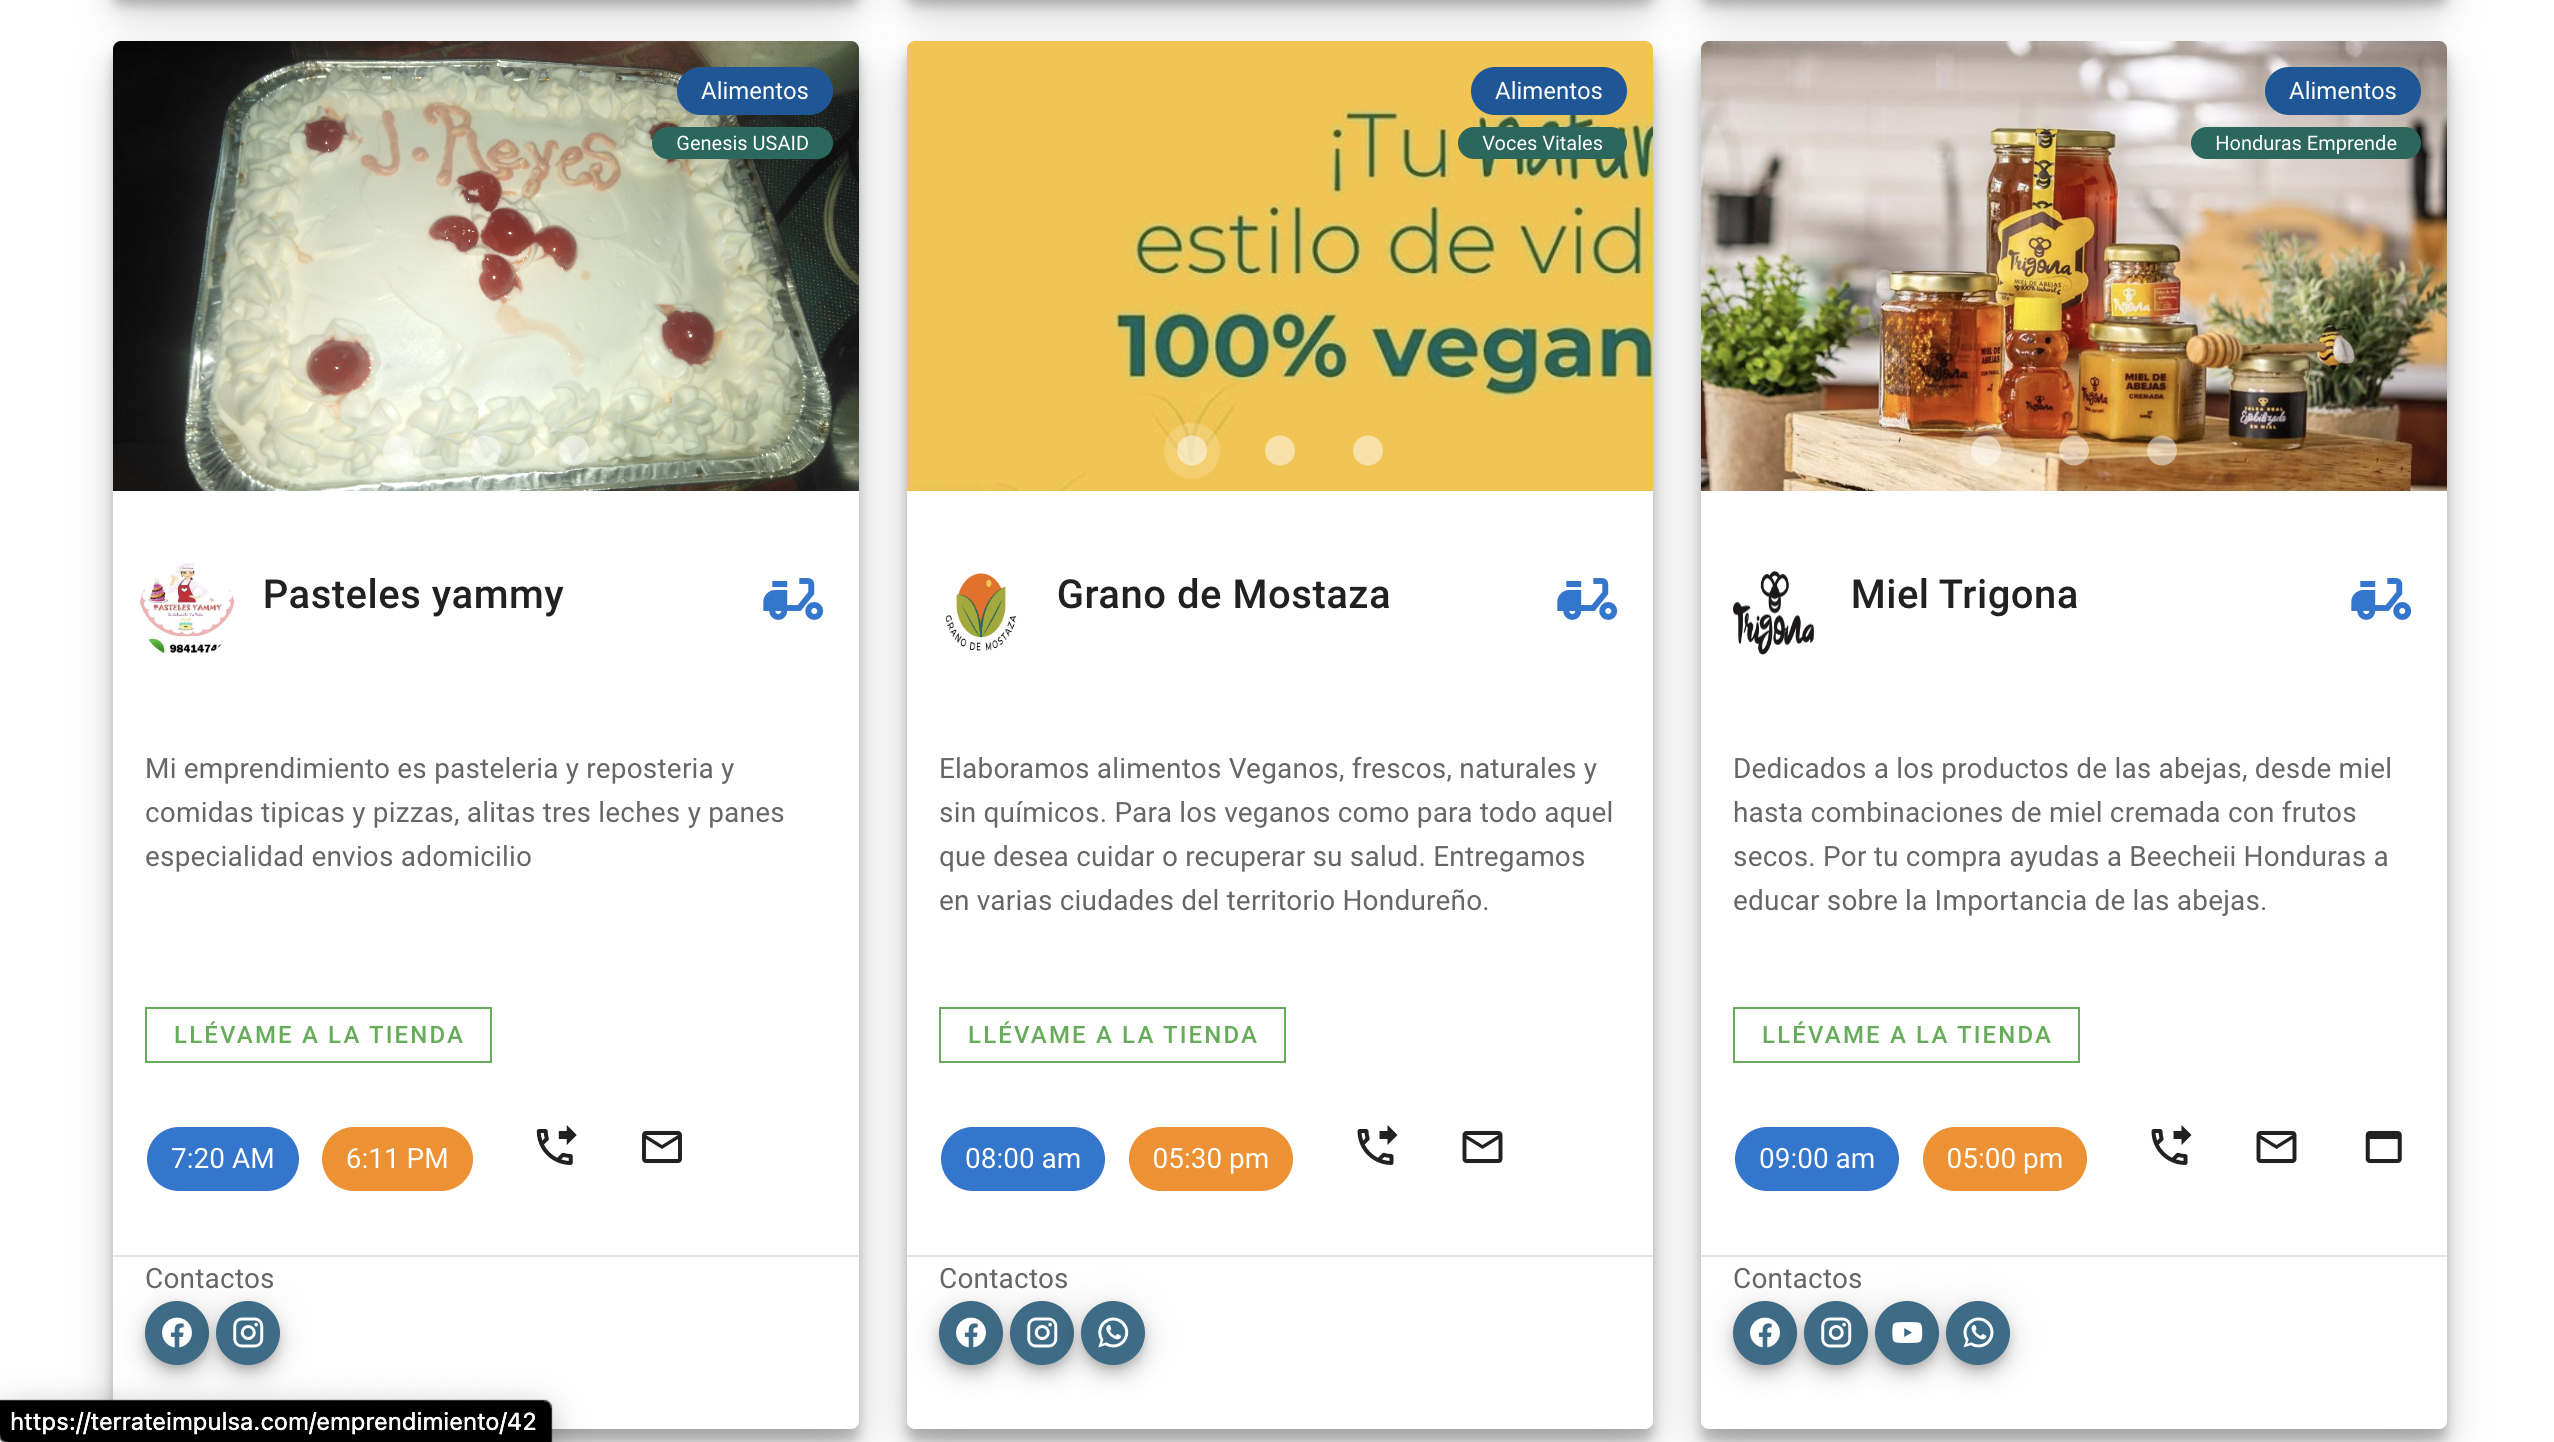 Alimentos
Genesis USAID
J. Reyes
Pasteles yammy
PASTELES YAMMY
Mi emprendimiento es pasteleria y reposteria y
comidas tipicas y pizzas, alitas tres leches y panes
especialidad envios adomicilio
LLÉVAME A LA TIENDA
7:20 AM
6:11 PM
Contactos
Alimentos
Voces Vitales
¡Tu natur
estilo de vid
100% vegan
Grano de Mostaza
GRANO DE MOSTAZA
Elaboramos alimentos Veganos, frescos, naturales y
sin químicos. Para los veganos como para todo aquel
que desea cuidar o recuperar su salud. Entregamos
en varias ciudades del territorio Hondureño.
LLÉVAME A LA TIENDA
08:00 am
05:30 pm
Contactos
Alimentos
Honduras Emprende
Trigona
MIEL DE ABEJAS
Trigona
MIEL DE
ABEJAS
CREMADA
Miel Trigona
Trigona
Dedicados a los productos de las abejas, desde miel
hasta combinaciones de miel cremada con frutos
secos. Por tu compra ayudas a Beecheii Honduras a
educar sobre la Importancia de las abejas.
LLÉVAME A LA TIENDA
09:00 am
05:00 pm
Contactos
https://terrateimpulsa.com/emprendimiento/42